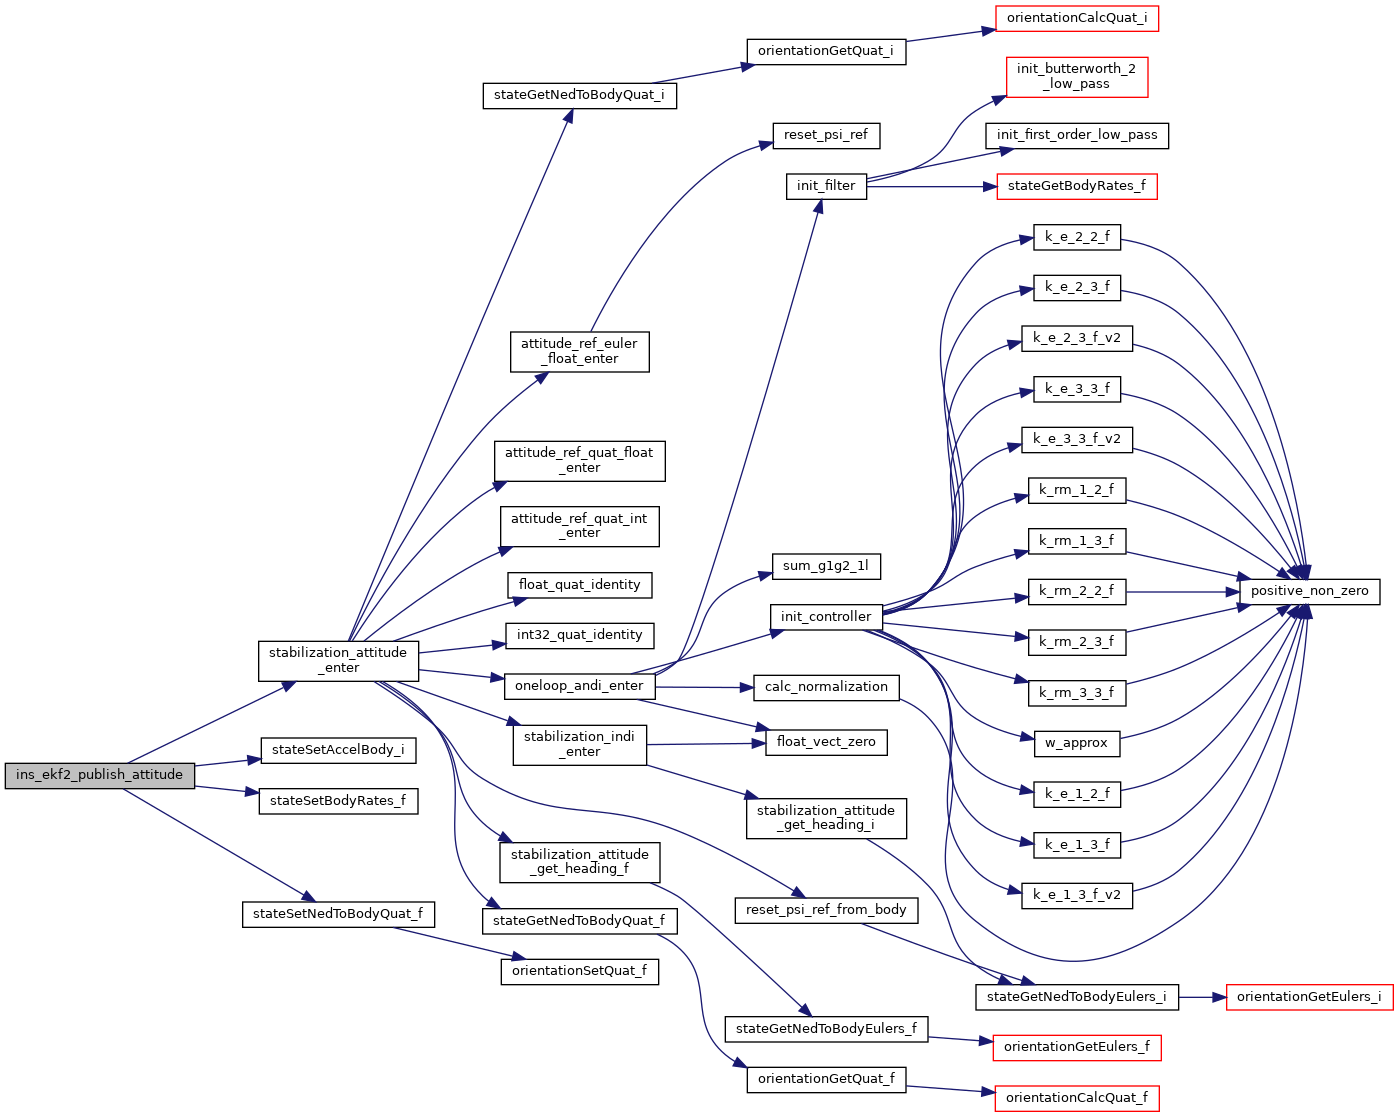 orientationCalcQuat_i
orientationGetQuat_i
init_butterworth_2
_low_pass
stateGetNedToBodyQuat_i
reset_psi_ref
init_first_order_low_pass
init_filter
stateGetBodyRates_f
k_e_2_2_f
k_e_2_3_f
k_e_2_3_f_v2
attitude_ref_euler
_float_enter
k_e_3_3_f
k_e_3_3_f_v2
attitude_ref_quat_float
_enter
k_rm_1_2_f
attitude_ref_quat_int
_enter
k_rm_1_3_f
sum_g1g2_1l
float_quat_identity
k_rm_2_2_f
positive_non_zero
init_controller
int32_quat_identity
k_rm_2_3_f
stabilization_attitude
_enter
oneloop_andi_enter
calc_normalization
k_rm_3_3_f
stabilization_indi
_enter
float_vect_zero
w_approx
stateSetAccelBody_i
ins_ekf2_publish_attitude
stateSetBodyRates_f
k_e_1_2_f
stabilization_attitude
_get_heading_i
k_e_1_3_f
stabilization_attitude
_get_heading_f
k_e_1_3_f_v2
stateSetNedToBodyQuat_f
stateGetNedToBodyQuat_f
reset_psi_ref_from_body
orientationSetQuat_f
stateGetNedToBodyEulers_i
orientationGetEulers_i
stateGetNedToBodyEulers_f
orientationGetEulers_f
orientationGetQuat_f
orientationCalcQuat_f